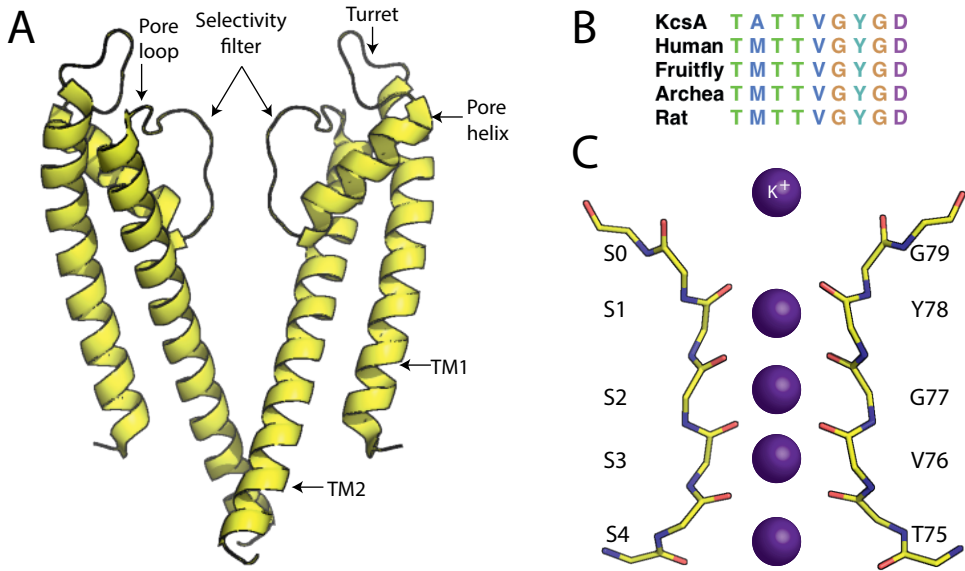 A
Pore
loop
Selectivity
filter
Turret
Pore
helix
TM1
TM2
B
KcsA T A T T V G Y G D
Human T M T T V G Y G D
Fruitfly T M T T V G Y G D
Archea T M T T V G Y G D
Rat T M T T V G Y G D
C
K+
S0 G79
S1 Y78
S2 G77
S3 V76
S4 T75